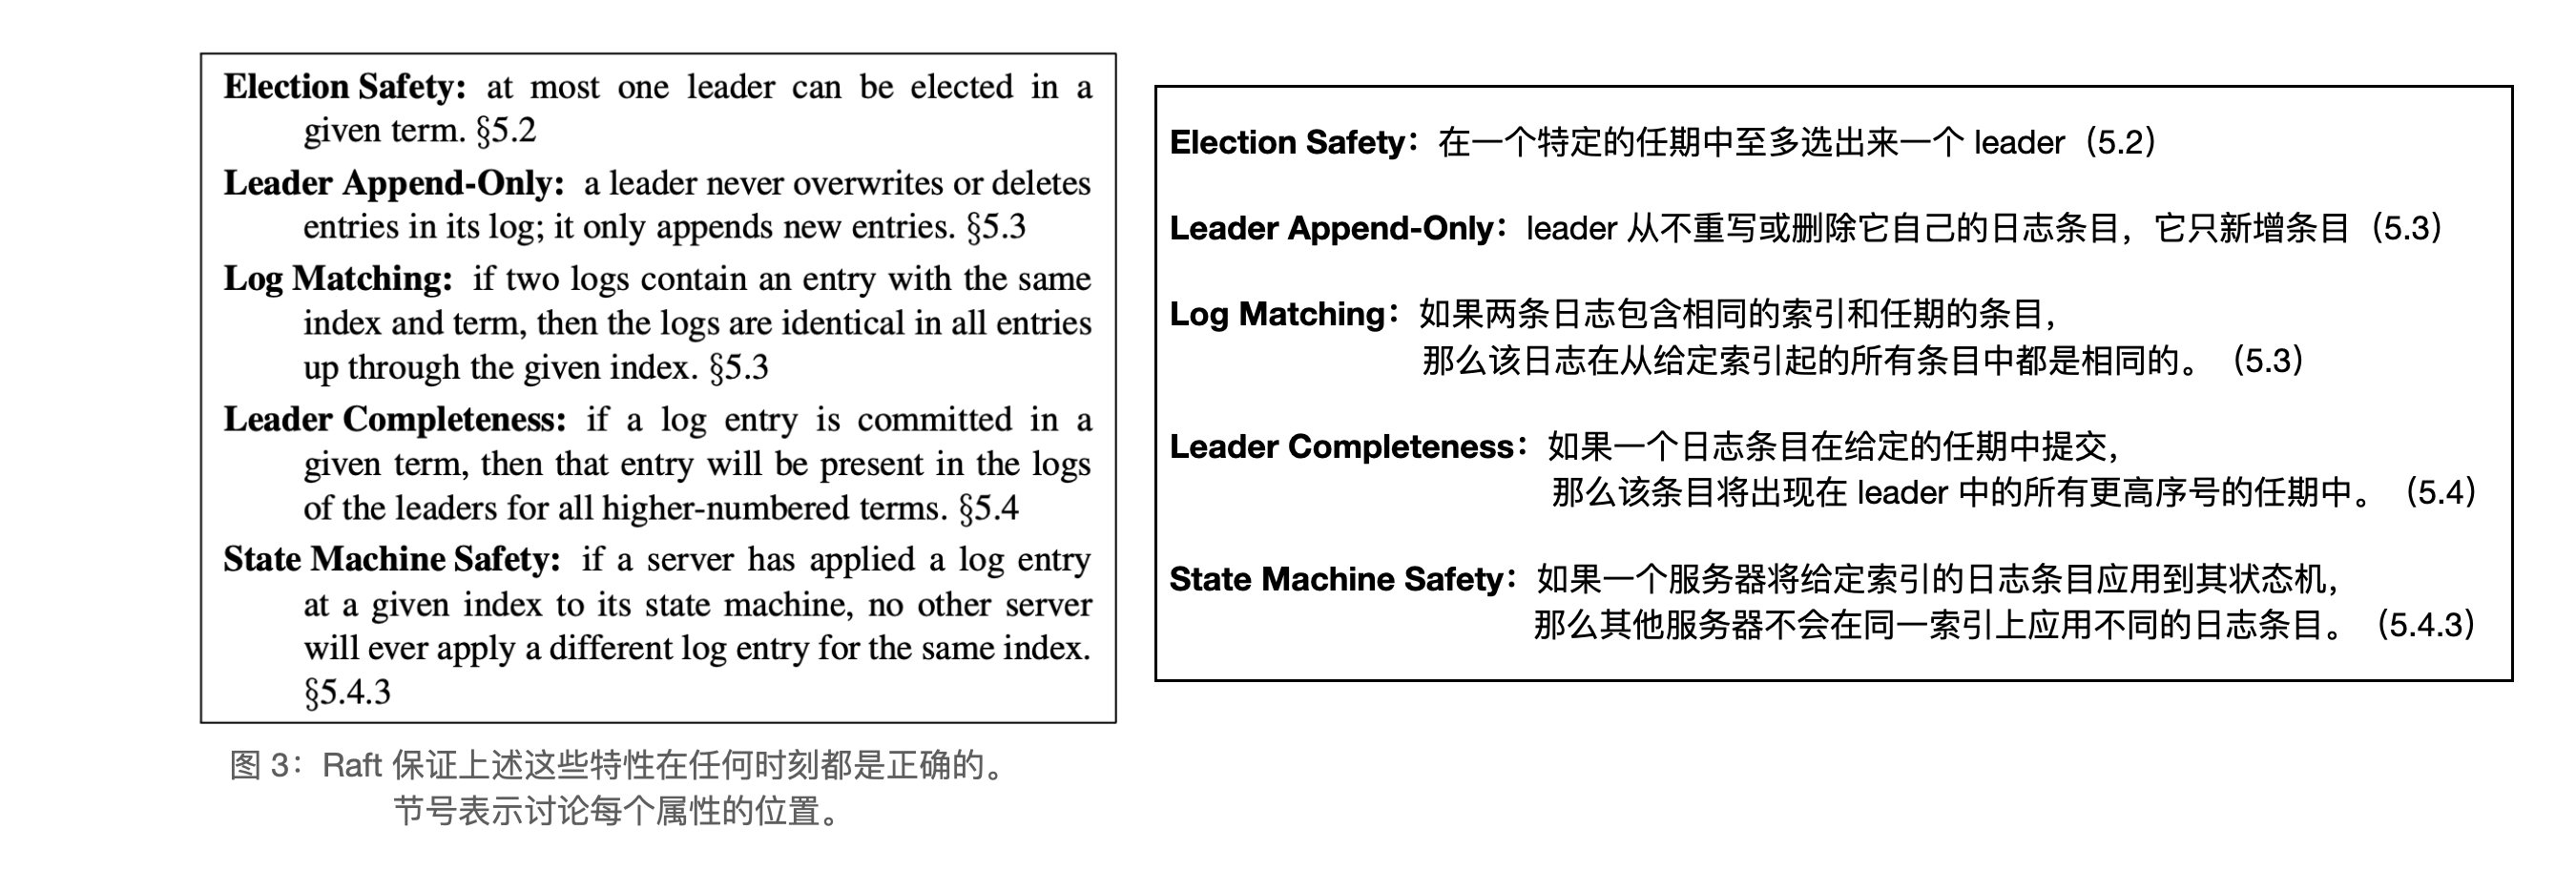 Election Safety: at most one leader can be elected in a
given term. §5.2
Leader Append-Only: a leader never overwrites or deletes
entries in its log; it only appends new entries. §5.3
Log Matching: if two logs contain an entry with the same
index and term, then the logs are identical in all entries
up through the given index. §5.3
Leader Completeness: if a log entry is committed in a
given term, then that entry will be present in the logs
of the leaders for all higher-numbered terms. §5.4
State Machine Safety: if a server has applied a log entry
at a given index to its state machine, no other server
will ever apply a different log entry for the same index.
§5.4.3
图 3：Raft 保证上述这些特性在任何时刻都是正确的。
节号表示讨论每个属性的位置。
Election Safety：在一个特定的任期中至多选出来一个 leader（5.2）
Leader Append-Only：leader 从不重写或删除它自己的日志条目，它只新增条目（5.3）
Log Matching：如果两条日志包含相同的索引和任期的条目，
那么该日志在从给定索引起的所有条目中都是相同的。（5.3）
Leader Completeness：如果一个日志条目在给定的任期中提交，
那么该条目将出现在 leader 中的所有更高序号的任期中。（5.4）
State Machine Safety：如果一个服务器将给定索引的日志条目应用到其状态机，
那么其他服务器不会在同一索引上应用不同的日志条目。（5.4.3）